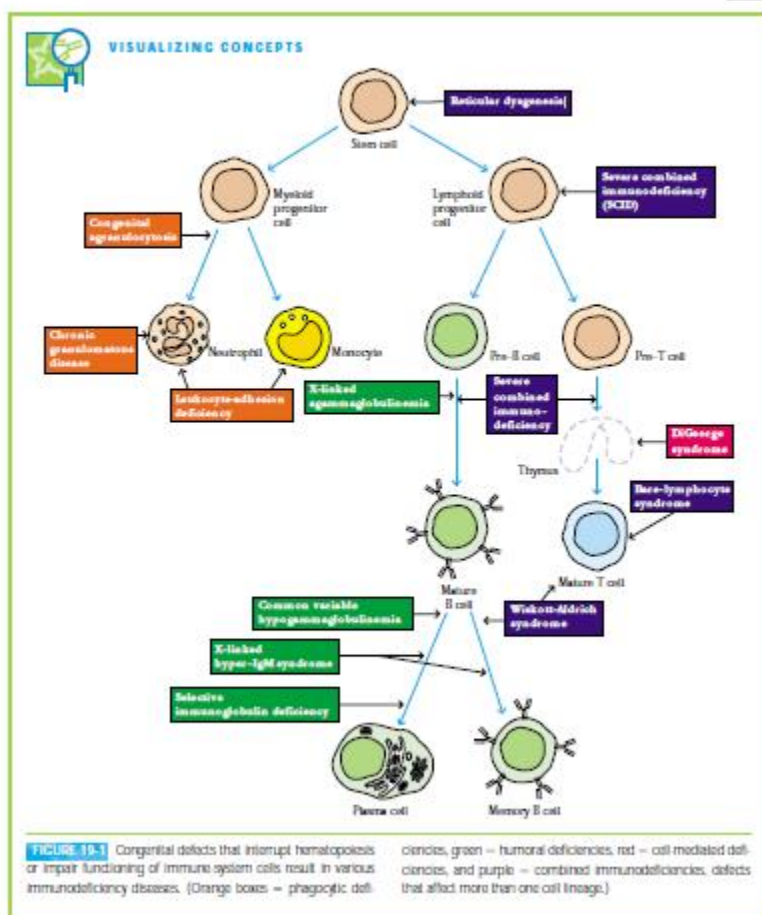 VISUALIZING CONCEPTS
Reticular dysgenesis
Stem cell
Myeloid
progenitor
cell
Lymphoid
progenitor
cell
Severe combined
immunodeficiency
(SCID)
Congenital
agranulocytosis
Chronic
granulomatous
disease
Neutrophil
Monocyte
Pre-B cell
Pre-T cell
Leukocyte-adhesion
deficiency
X-linked
agammaglobulinemia
Severe
combined
immuno-
deficiency
DiGeorge
syndrome
Thymus
Bare-lymphocyte
syndrome
Mature
B cell
Mature T cell
Common variable
hypogammaglobulinemia
Wiskott-Aldrich
syndrome
X-linked
hyper-IgM syndrome
Selective
immunoglobulin deficiency
Plasma cell
Memory B cell
FIGURE 19-1 Congenital defects that interrupt hematopoiesis
or impair functioning of immune system cells result in various
immunodeficiency diseases. (Orange boxes = phagocytic defi-
ciencies, green = humoral deficiencies, red = cell-mediated defi-
ciencies, and purple = combined immunodeficiencies, defects
that affect more than one cell lineage.)